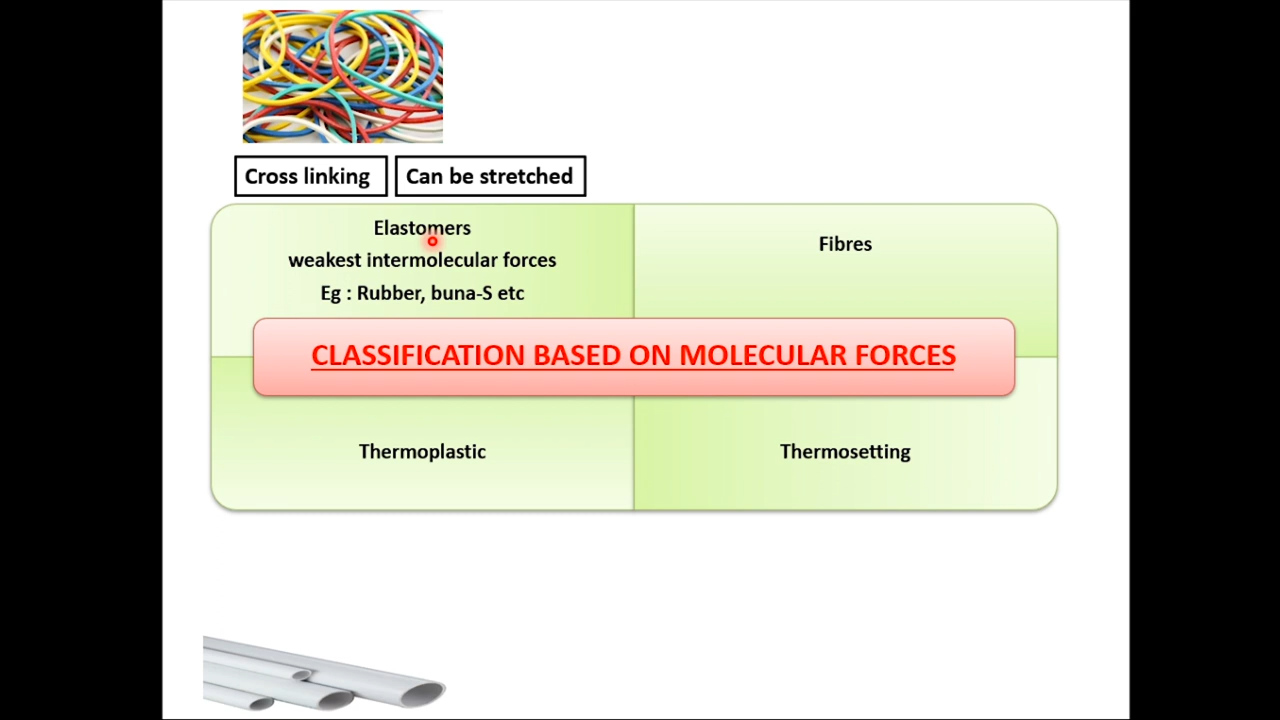 Cross linking
Can be stretched
Elastomers
weakest intermolecular forces
Eg : Rubber, buna-S etc
Fibres
CLASSIFICATION BASED ON MOLECULAR FORCES
Thermoplastic
Thermosetting